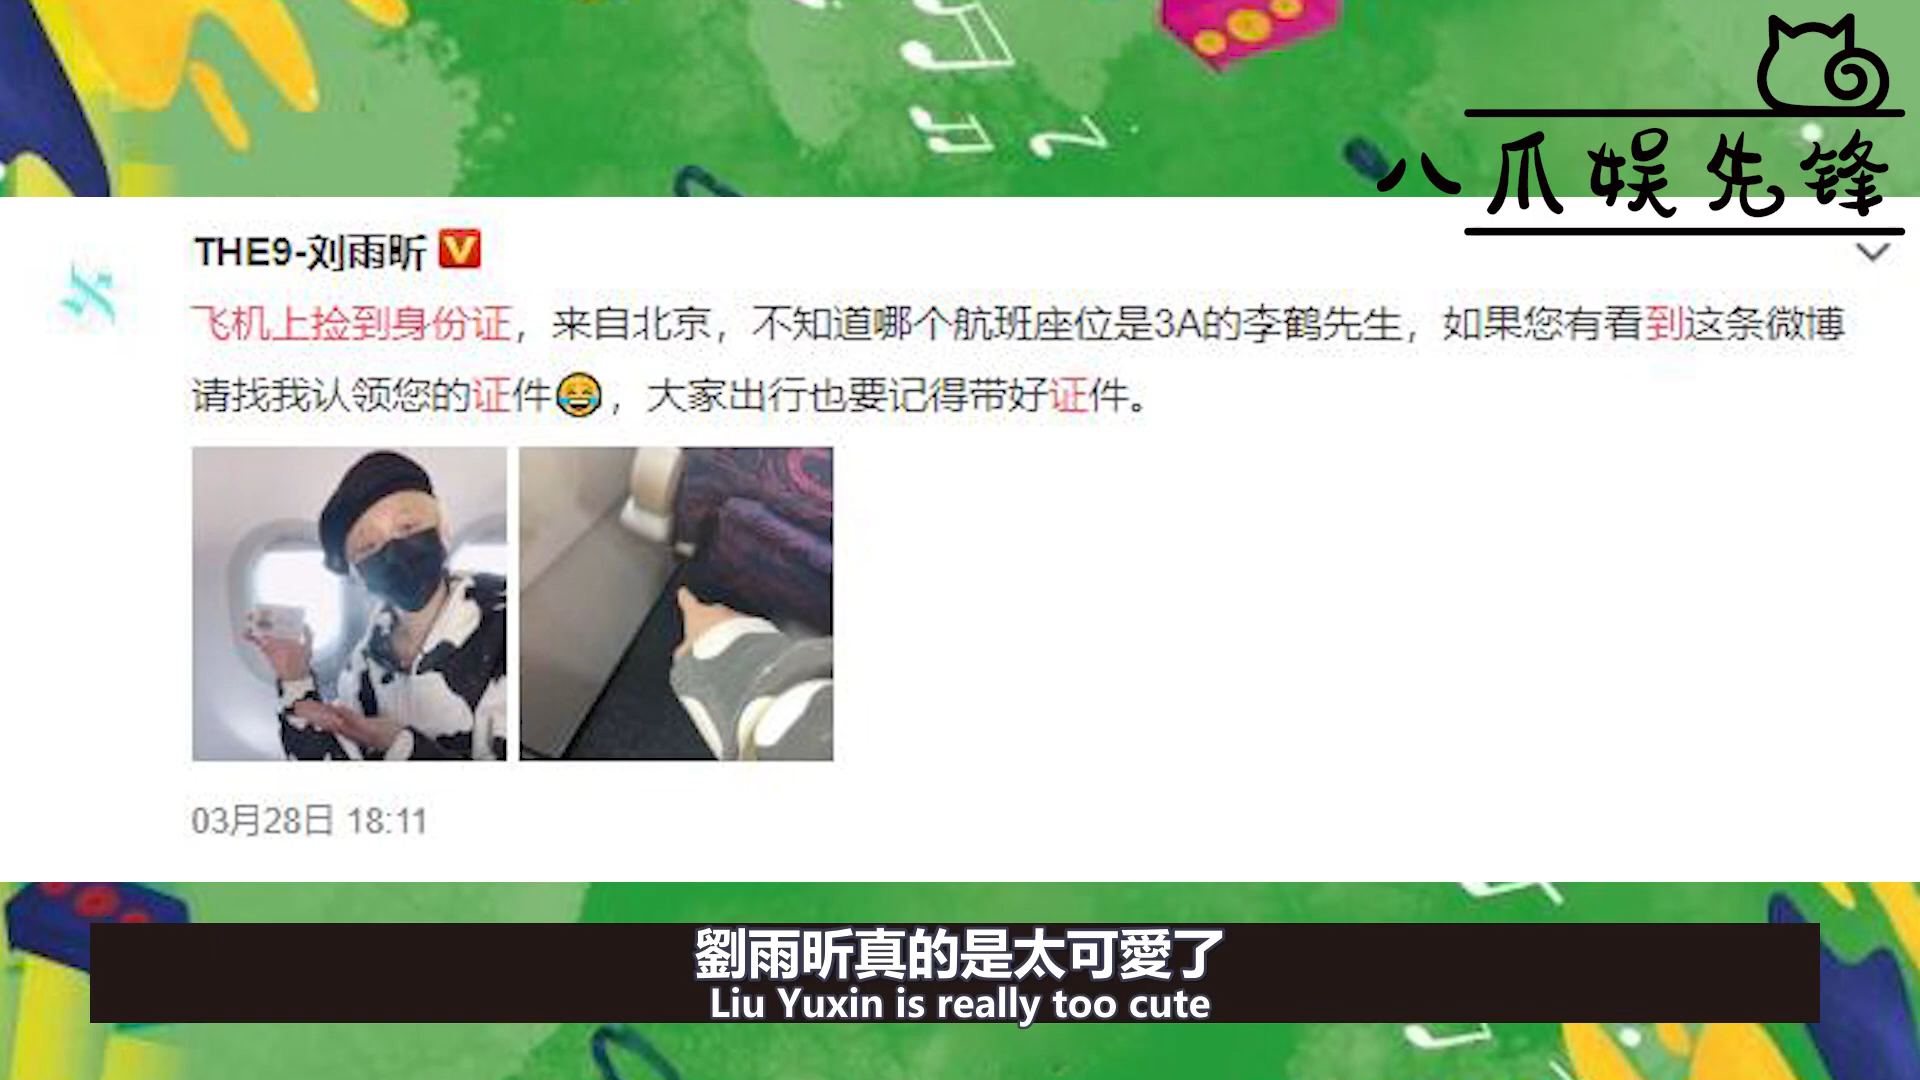 八爪娱先锋
THE9-刘雨昕
飞机上捡到身份证，来自北京，不知道哪个航班座位是3A的李鹤先生，如果您有看到这条微博
请找我认领您的证件😂，大家出行也要记得带好证件。
03月28日 18:11
劉雨昕真的是太可愛了
Liu Yuxin is really too cute